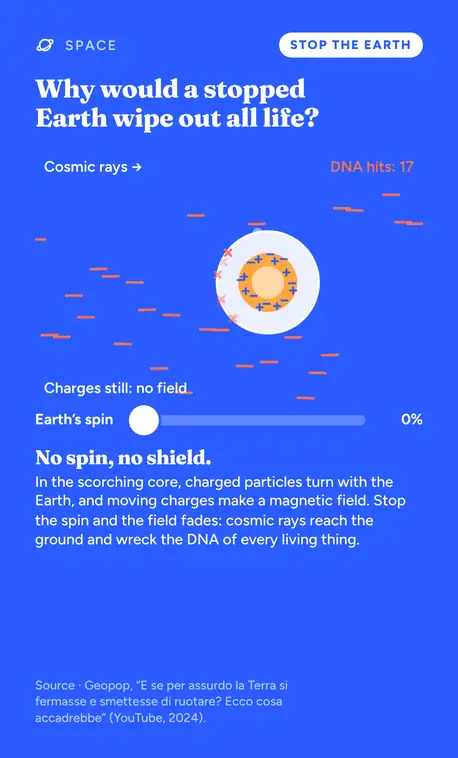 SPACE
STOP THE EARTH
Why would a stopped
Earth wipe out all life?
Cosmic rays →
DNA hits: 17
Charges still: no field
Earth’s spin
0%
No spin, no shield.
In the scorching core, charged particles turn with the
Earth, and moving charges make a magnetic field. Stop
the spin and the field fades: cosmic rays reach the
ground and wreck the DNA of every living thing.
Source · Geopop, “E se per assurdo la Terra si
fermasse e smettesse di ruotare? Ecco cosa
accadrebbe” (YouTube, 2024).